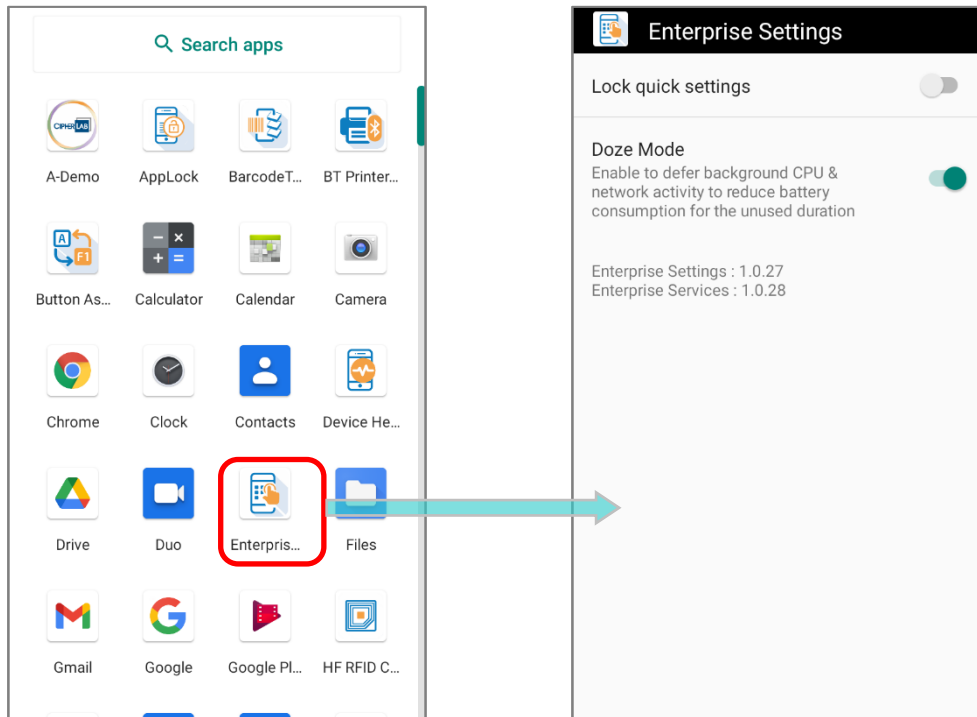 Search apps
CIPHERLAB
A-Demo AppLock BarcodeT... BT Printer...
A F1
Button As... Calculator Calendar Camera
Chrome Clock Contacts Device He...
Drive Duo Enterpris... Files
Gmail Google Google Pl... HF RFID C...
Enterprise Settings
Lock quick settings
Doze Mode
Enable to defer background CPU &
network activity to reduce battery
consumption for the unused duration
Enterprise Settings : 1.0.27
Enterprise Services : 1.0.28